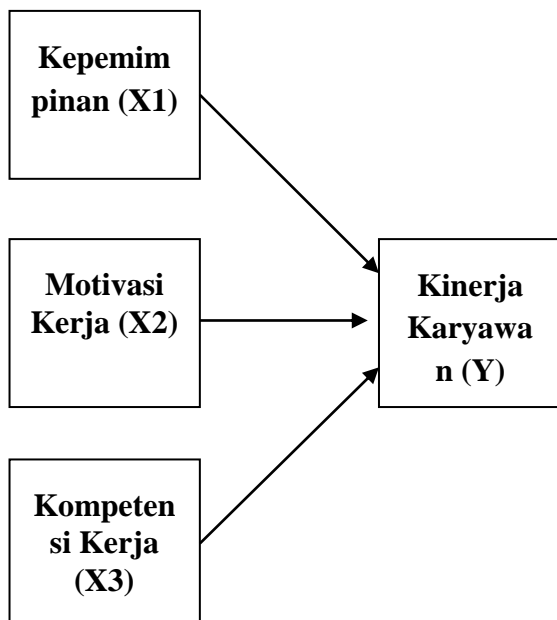 Kepemim
pinan (X1)
Motivasi
Kerja (X2)
Kinerja
Karyawa
n (Y)
Kompeten
si Kerja
(X3)